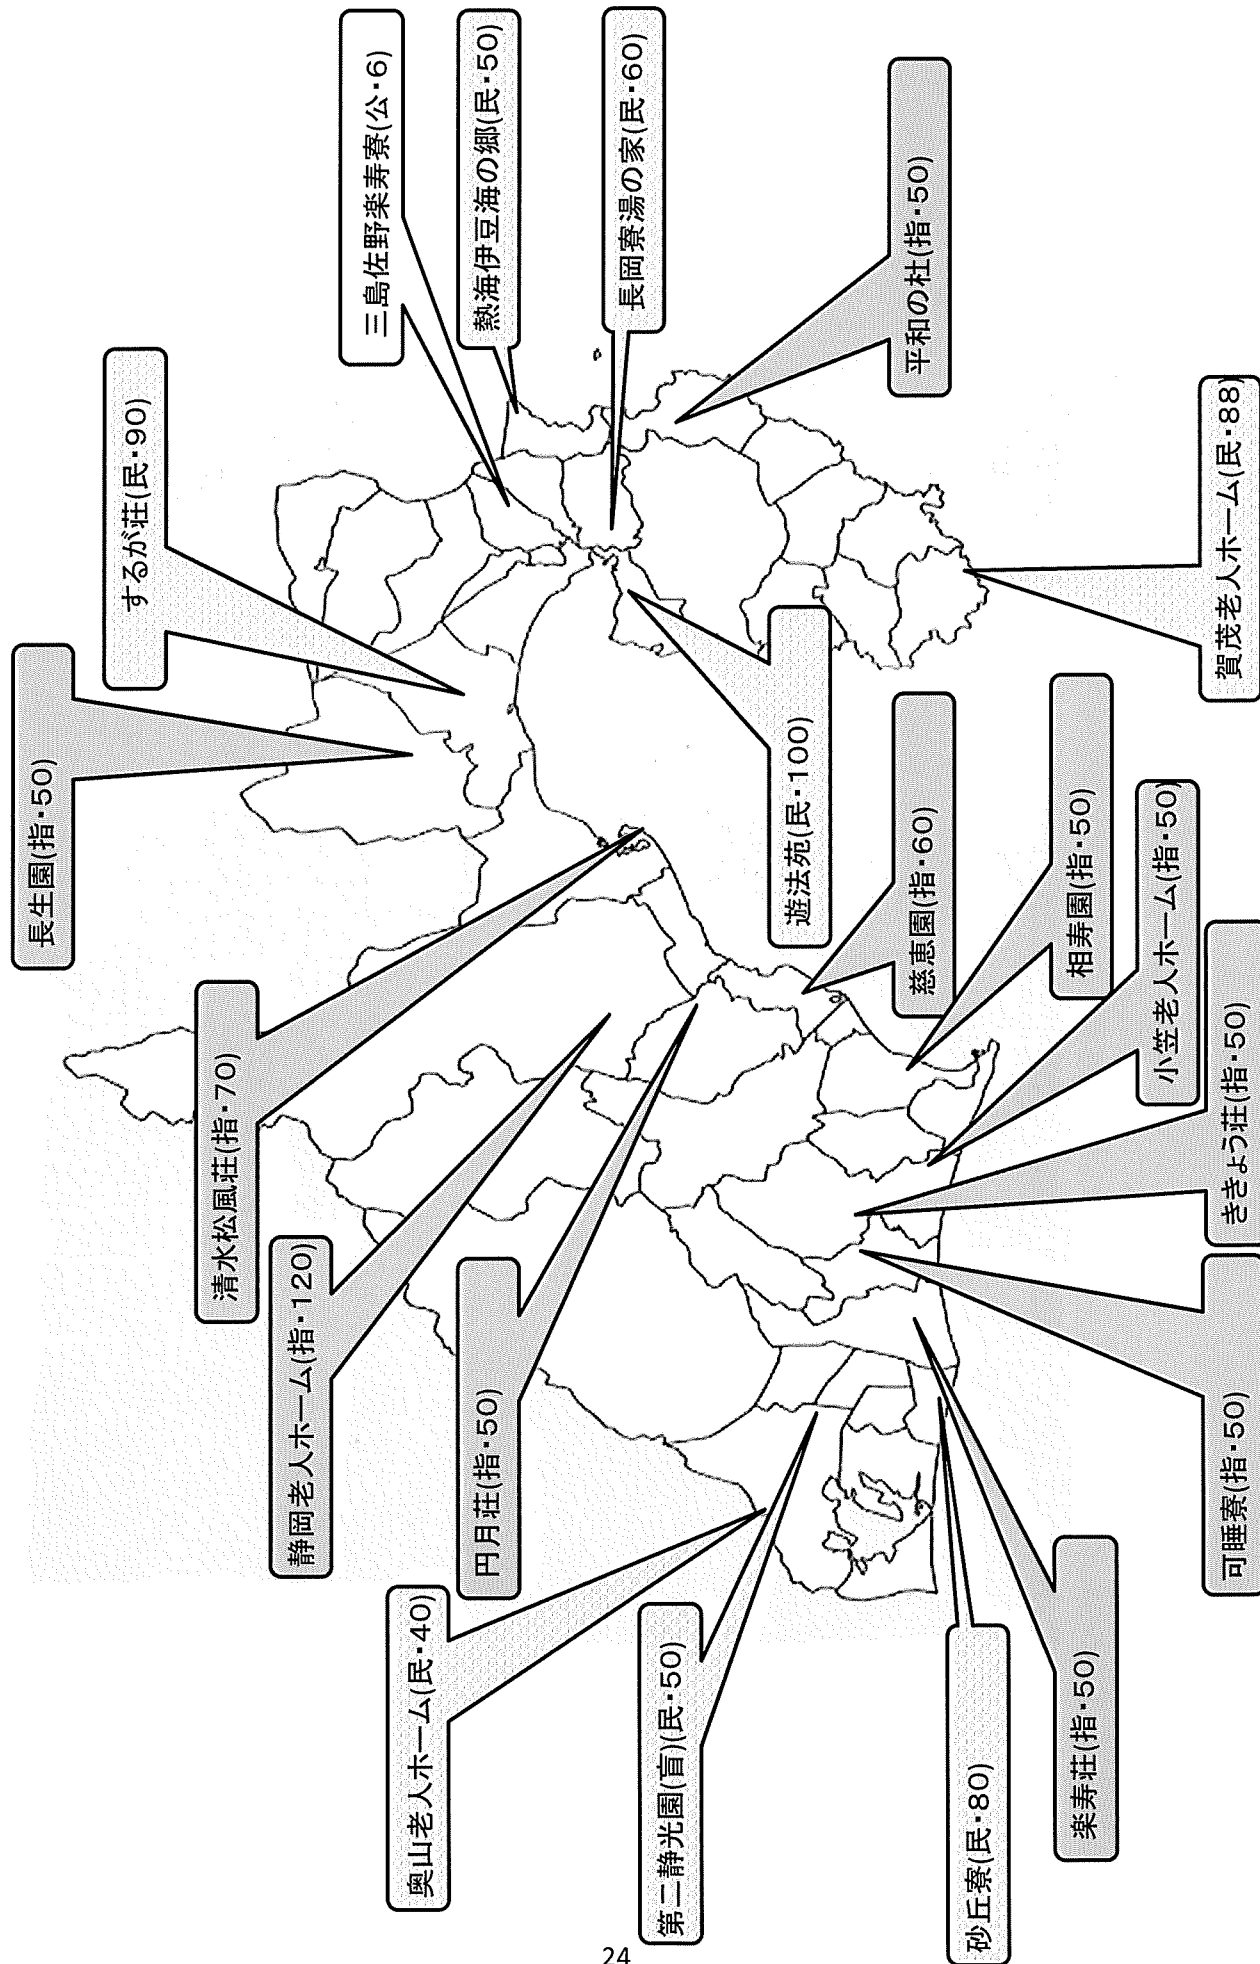 長生園(指・50)
するが荘(民・90)
三島佐野楽寿寮(公・6)
熱海伊豆海の郷(民・50)
長岡寮湯の家(民・60)
平和の杜(指・50)
賀茂老人ホーム(民・88)
遊法苑(民・100)
慈恵園(指・60)
相寿園(指・50)
小笠老人ホーム(指・50)
ききょう荘(指・50)
可睡寮(指・50)
楽寿荘(指・50)
砂丘寮(民・80)
第二静光園(盲)(民・50)
奥山老人ホーム(民・40)
円月荘(指・50)
静岡老人ホーム(指・120)
清水松風荘(指・70)
24